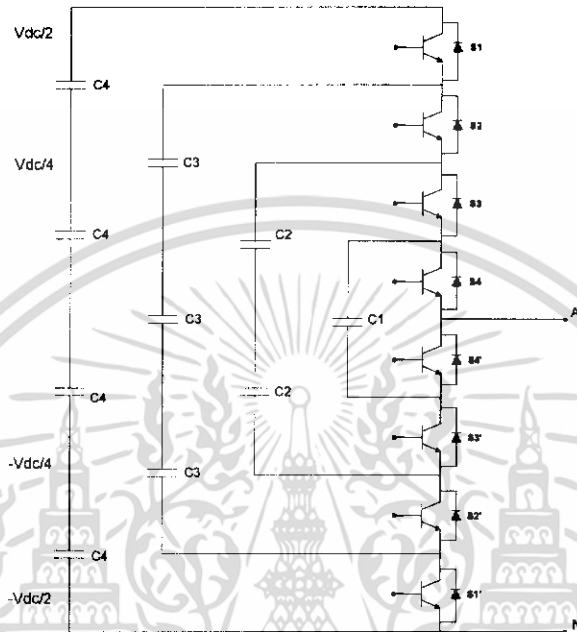 Vdc/2
S1
C4
S2
Vdc/4
C3
S3
C2
C4
S4
C3
C1
A
S4'
C4
C2
S3'
-Vdc/4
C3
S2'
C4
-Vdc/2
S1'
N